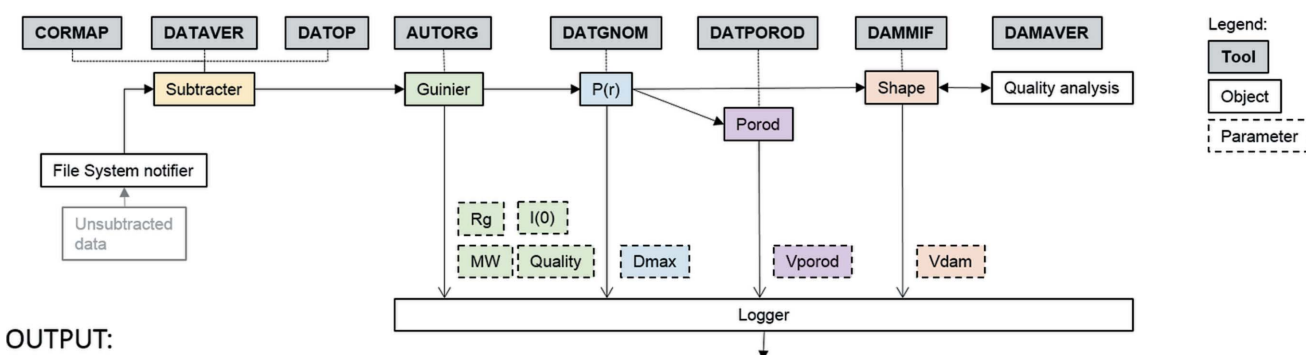 CORMAP DATAVER DATOP AUTORG DATGNOM DATPOROD DAMMIF DAMAVER
Legend:
Tool
Object
Parameter
Subtracter Guinier P(r) Shape Quality analysis
Porod
File System notifier
Unsubtracted
data
Rg I(0)
MW Quality Dmax Vporod Vdam
Logger
OUTPUT: